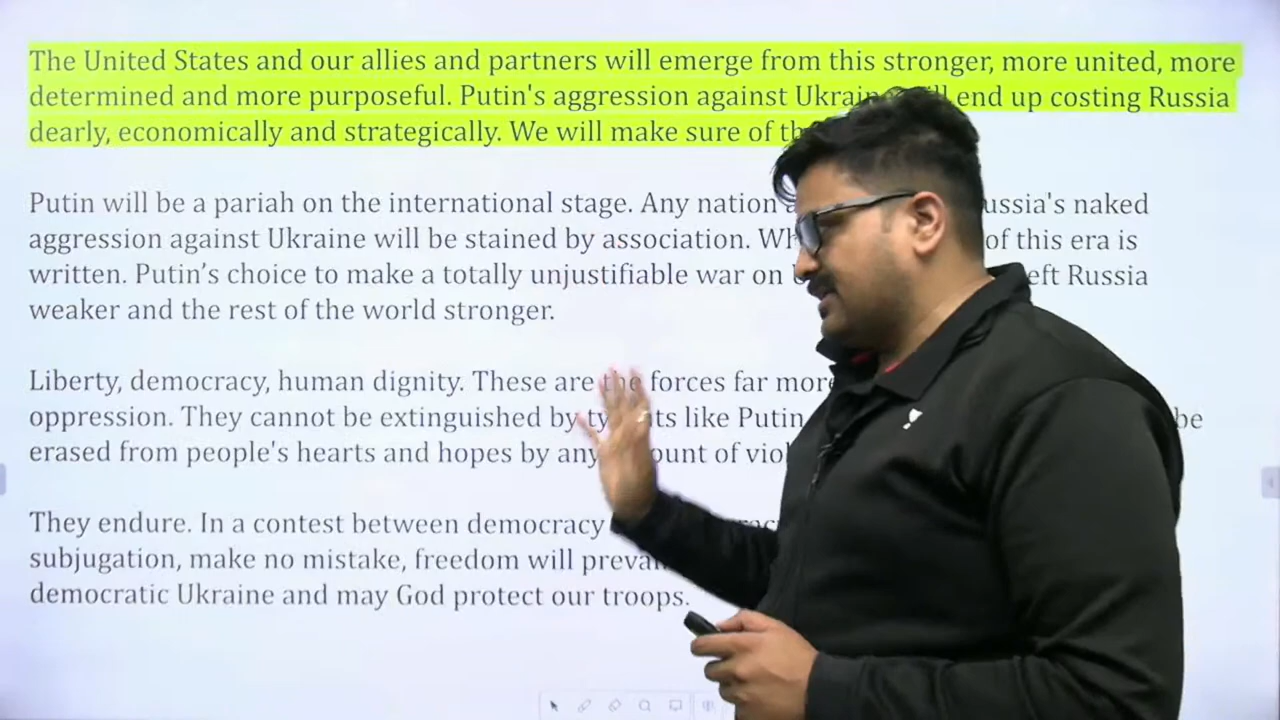 The United States and our allies and partners will emerge from this stronger, more united, more
determined and more purposeful. Putin's aggression against end up costing Russia
dearly, economically and strategically. We will make sure of
Putin will be a pariah on the international stage. Any nation naked
aggression against Ukraine will be stained by association. of this era is
written. Putin’s choice to make a totally unjustifiable war on Russia
weaker and the rest of the world stronger.
Liberty, democracy, human dignity. These are the forces far more
oppression. They cannot be extinguished by like Putin be
erased from people's hearts and hopes by any of
They endure. In a contest between democracy
subjugation, make no mistake, freedom will
democratic Ukraine and may God protect our troops.